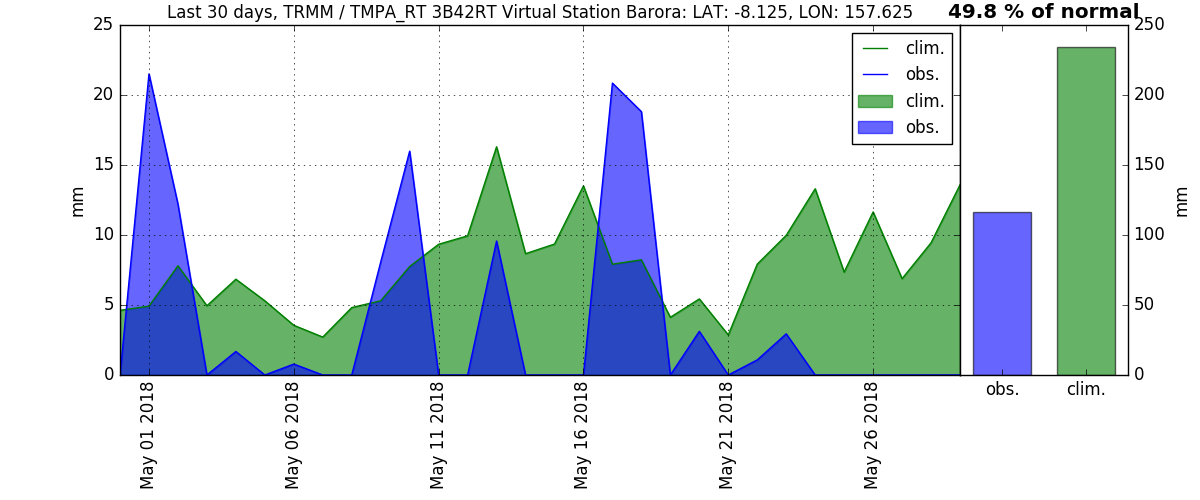 Last 30 days, TRMM / TMPA_RT 3B42RT Virtual Station Barora: LAT: -8.125, LON: 157.625
49.8 % of normal
25
20
15
10
5
0
mm
clim.
obs.
clim.
obs.
May 01 2018
May 06 2018
May 11 2018
May 16 2018
May 21 2018
May 26 2018
250
200
150
100
50
0
mm
obs.
clim.